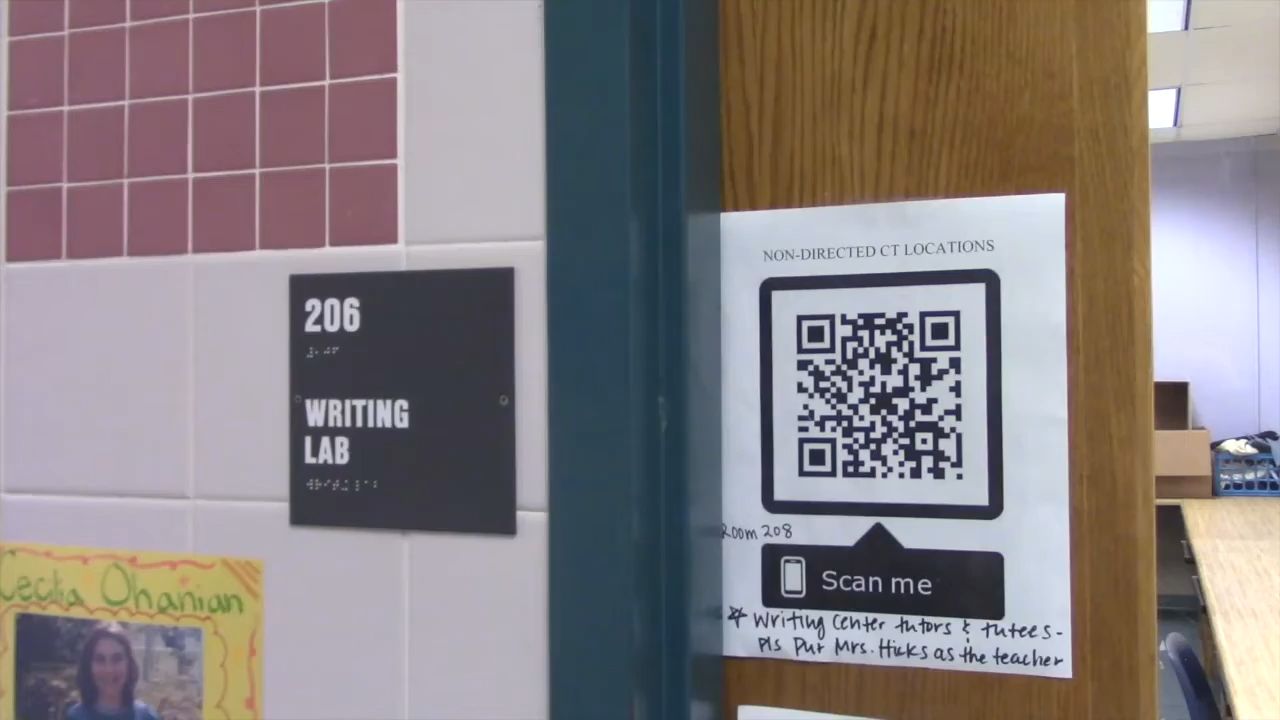 206
WRITING
LAB
Cecilia Ohanian
NON-DIRECTED CT LOCATIONS
Room 208
Scan me
* Writing Center tutors & tutees-
Pls Put Mrs. Hicks as the teacher